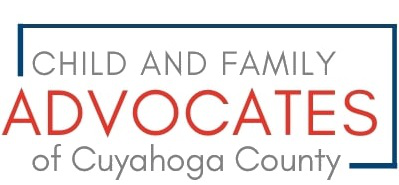 CHILD AND FAMILY
ADVOCATES
of Cuyahoga County